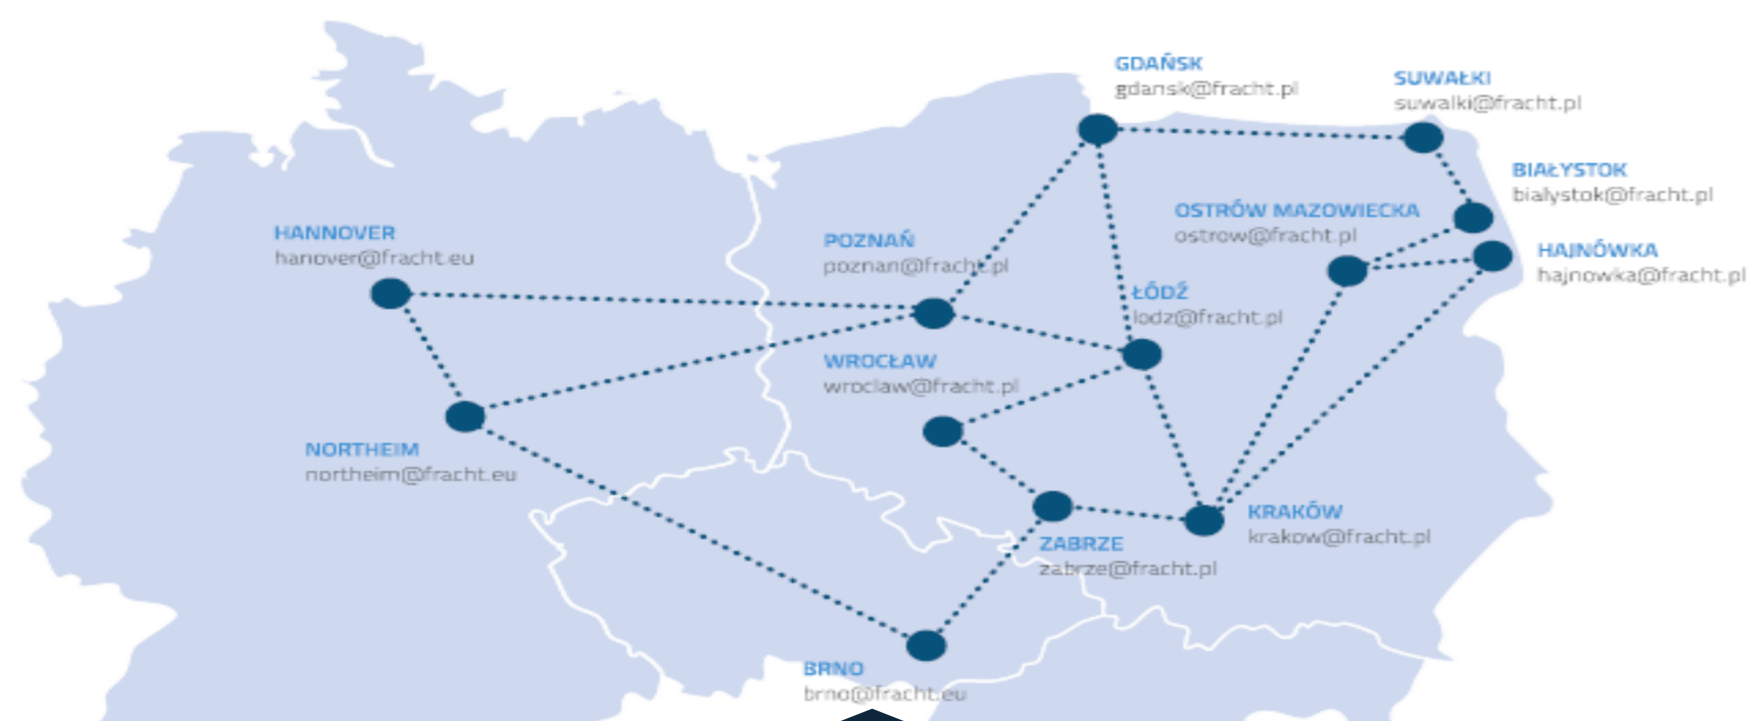 GDAŃSK
gdansk@fracht.pl
SUWAŁKI
suwalki@fracht.pl
BIAŁYSTOK
bialystok@fracht.pl
OSTRÓW MAZOWIECKA
ostrow@fracht.pl
HANNOVER
hanover@fracht.eu
POZNAŃ
poznan@fracht.pl
HAJNÓWKA
hajnowka@fracht.pl
ŁÓDŹ
lodz@fracht.pl
WROCŁAW
wroclaw@fracht.pl
NORTHEIM
northeim@fracht.eu
KRAKÓW
krakow@fracht.pl
ZABRZE
zabrze@fracht.pl
BRNO
brno@fracht.eu